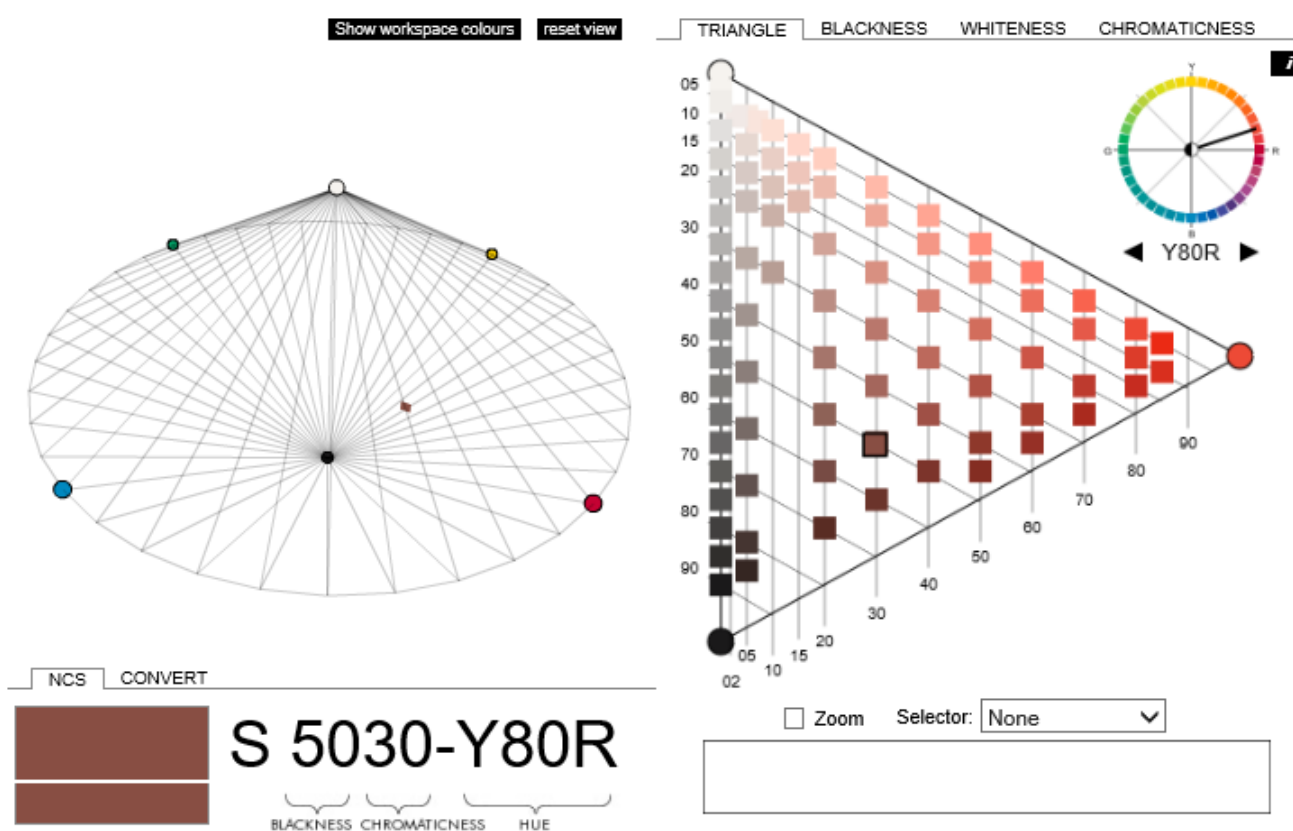 Show workspace colours reset view
TRIANGLE BLACKNESS WHITENESS CHROMATICNESS
i
Y
G R
B
Y80R
05
10
15
20
30
40
50
60
70
80
90
90
80
70
60
50
40
30
20
15
10
05
02
NCS CONVERT
S 5030-Y80R
BLACKNESS CHROMATICNESS HUE
Zoom Selector: None